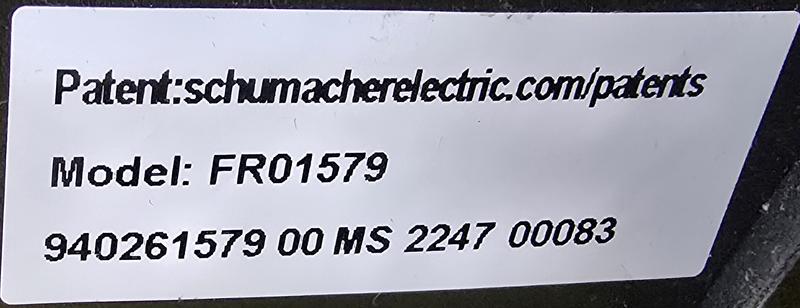 Patent:schumacherelectric.com/patents
Model: FR01579
940261579 00 MS 2247 00083